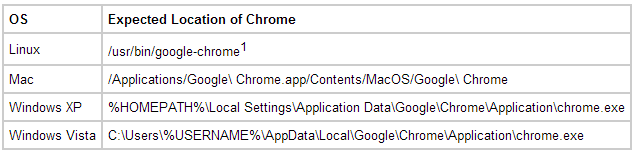 OS Expected Location of Chrome
Linux /usr/bin/google-chrome1
Mac /Applications/Google\ Chrome.app/Contents/MacOS/Google\ Chrome
Windows XP %HOMEPATH%\Local Settings\Application Data\Google\Chrome\Application\chrome.exe
Windows Vista C:\Users\%USERNAME%\AppData\Local\Google\Chrome\Application\chrome.exe